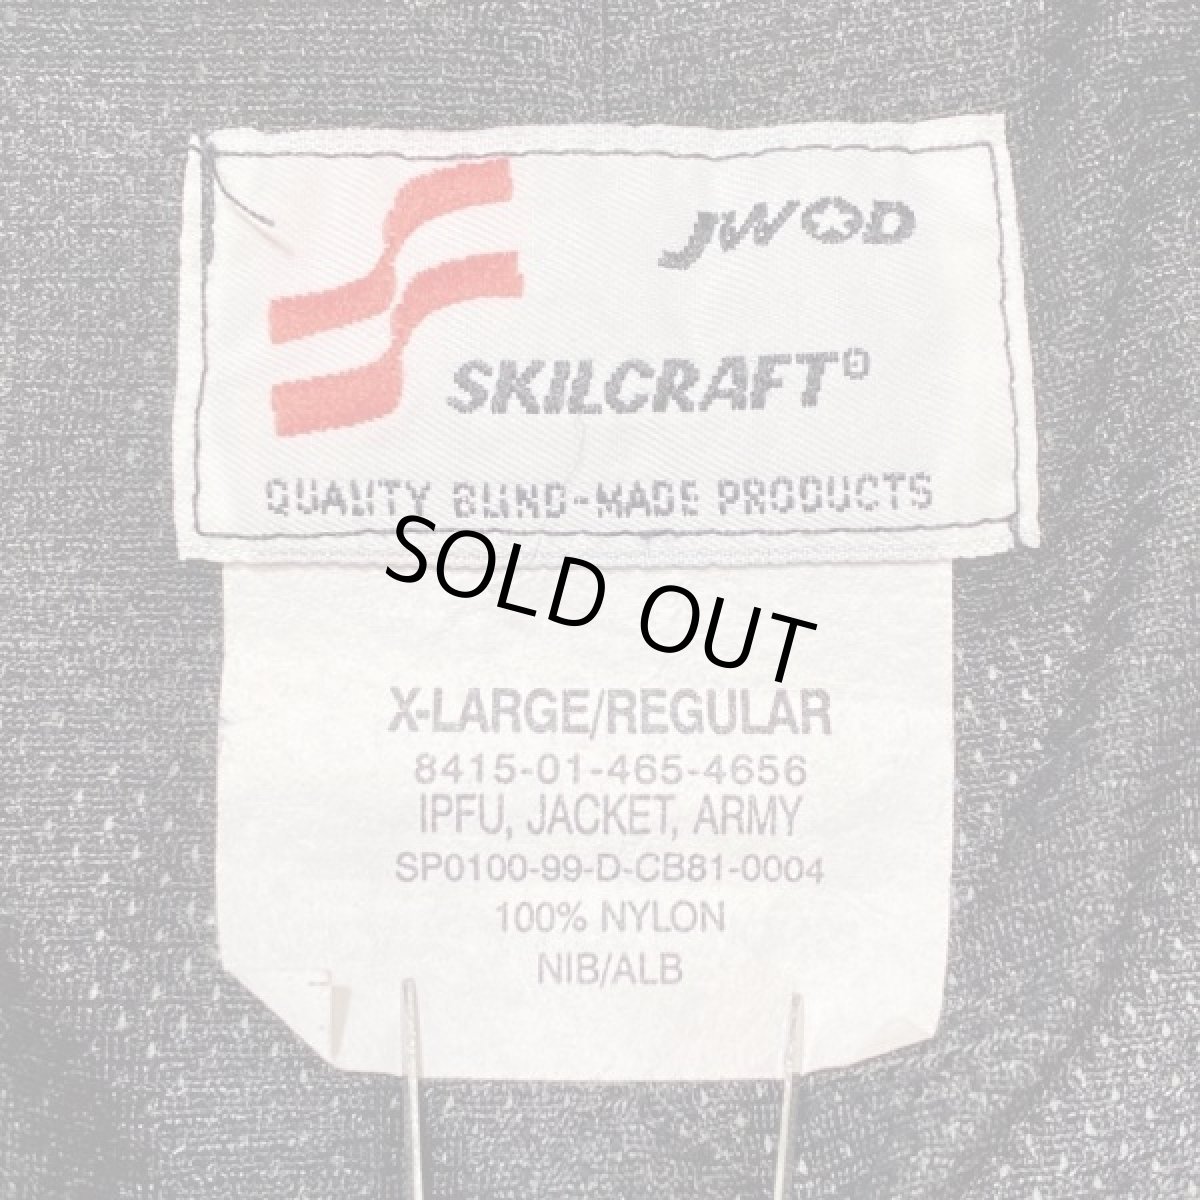 JWOD
SKILCRAFT®
QUALITY BLIND-MADE PRODUCTS
SOLD OUT
X-LARGE/REGULAR
8415-01-465-4656
IPFU, JACKET, ARMY
SP0100-99-D-CB81-0004
100% NYLON
NIB/ALB